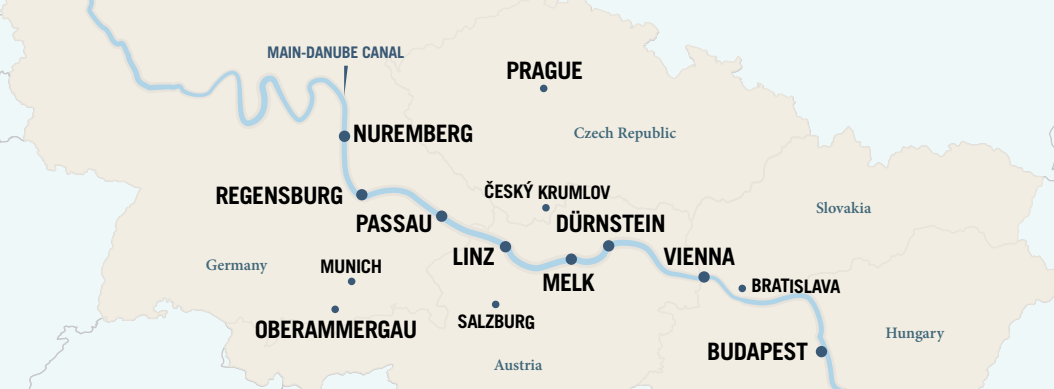 MAIN-DANUBE CANAL
PRAGUE
NUREMBERG
Czech Republic
ČESKÝ KRUMLOV
REGENSBURG
Slovakia
PASSAU
DÜRNSTEIN
LINZ
VIENNA
Germany
MUNICH
MELK
BRATISLAVA
OBERAMMERGAU
SALZBURG
Hungary
BUDAPEST
Austria